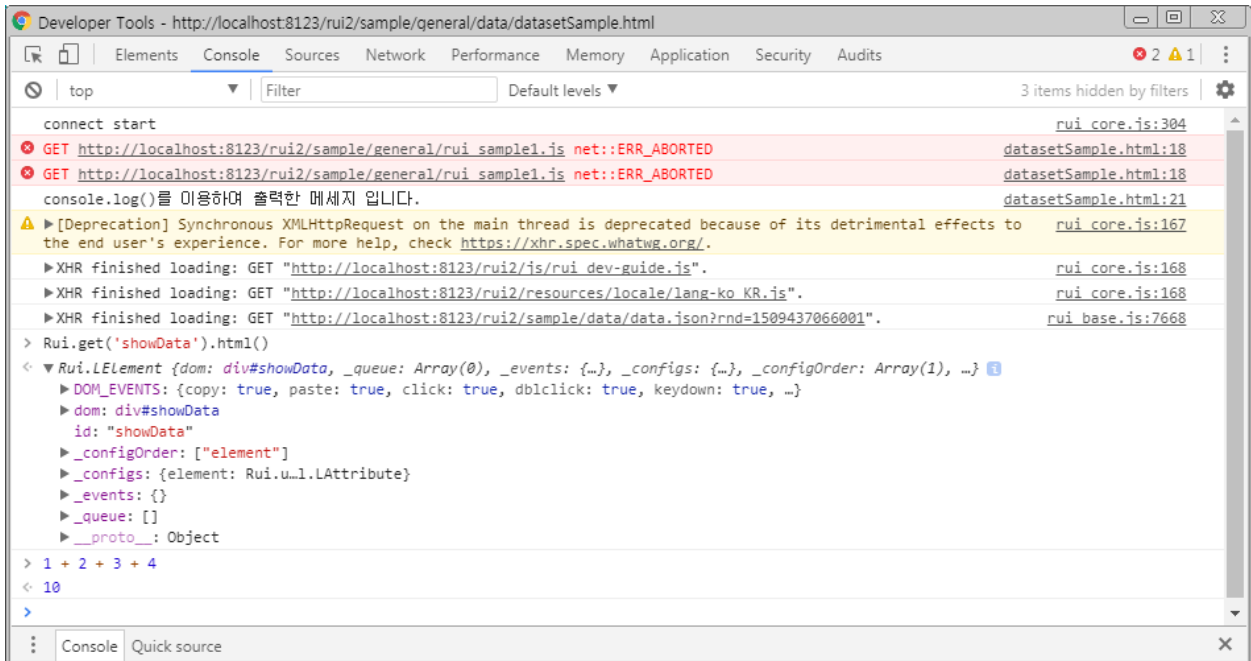 Developer Tools - http://localhost:8123/rui2/sample/general/data/datasetSample.html
Elements Console Sources Network Performance Memory Application Security Audits 2 1
top ▼ Filter Default levels ▼ 3 items hidden by filters
connect start rui_core.js:304
GET http://localhost:8123/rui2/sample/general/rui_sample1.js net::ERR_ABORTED datasetSample.html:18
GET http://localhost:8123/rui2/sample/general/rui_sample1.js net::ERR_ABORTED datasetSample.html:18
console.log()를 이용하여 출력한 메세지 입니다. datasetSample.html:21
▶[Deprecation] Synchronous XMLHttpRequest on the main thread is deprecated because of its detrimental effects to rui_core.js:167
the end user's experience. For more help, check https://xhr.spec.whatwg.org/.
▶XHR finished loading: GET "http://localhost:8123/rui2/js/rui_dev-guide.js". rui_core.js:168
▶XHR finished loading: GET "http://localhost:8123/rui2/resources/locale/lang-ko_KR.js". rui_core.js:168
▶XHR finished loading: GET "http://localhost:8123/rui2/sample/data/data.json?rnd=1509437066001". rui_base.js:7668
> Rui.get('showData').html()
▼Rui.LElement {dom: div#showData, _queue: Array(0), _events: {…}, _configs: {…}, _configOrder: Array(1), …} i
▶DOM_EVENTS: {copy: true, paste: true, click: true, dblclick: true, keydown: true, …}
▶dom: div#showData
id: "showData"
▶_configOrder: ["element"]
▶_configs: {element: Rui.u…l.LAttribute}
▶_events: {}
▶_queue: []
▶__proto__: Object
> 1 + 2 + 3 + 4
10
>
Console Quick source